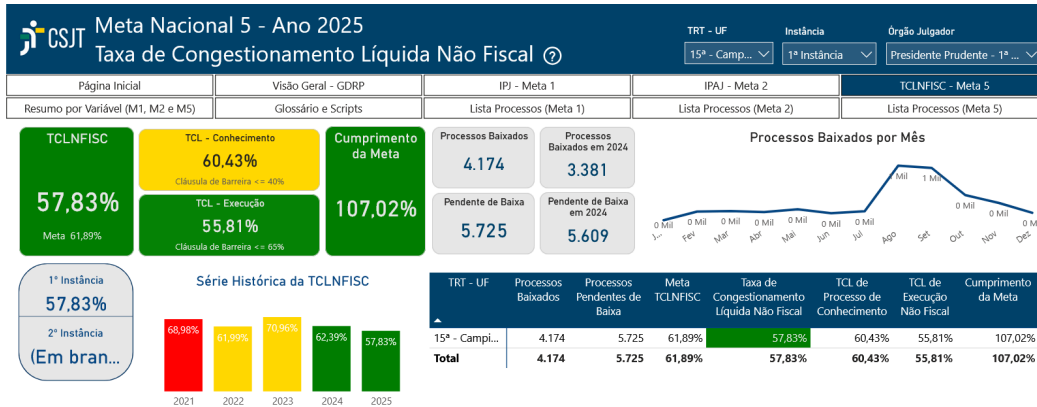 CSJT
Meta Nacional 5 - Ano 2025
Taxa de Congestionamento Líquida Não Fiscal
TRT - UF
Instância
Órgão Julgador
15ª - Camp...
1ª Instância
Presidente Prudente - 1ª ...
Página Inicial
Visão Geral - GDRP
IPJ - Meta 1
IPAJ - Meta 2
TCLNFISC - Meta 5
Resumo por Variável (M1, M2 e M5)
Glossário e Scripts
Lista Processos (Meta 1)
Lista Processos (Meta 2)
Lista Processos (Meta 5)
TCLNFISC
57,83%
Meta 61,89%
TCL - Conhecimento
60,43%
Cláusula de Barreira <= 40%
TCL - Execução
55,81%
Cláusula de Barreira <= 65%
Cumprimento
da Meta
107,02%
Processos Baixados
4.174
Processos
Baixados em 2024
3.381
Pendente de Baixa
5.725
Pendente de Baixa
em 2024
5.609
Processos Baixados por Mês
0 Mil
0 Mil
0 Mil
0 Mil
0 Mil
0 Mil
0 Mil
1 Mil
1 Mil
0 Mil
0 Mil
0 M
J...
Fev
Mar
Abr
Mai
Jun
Jul
Ago
Set
Out
Nov
Dez
1ª Instância
57,83%
2ª Instância
(Em bran...
Série Histórica da TCLNFISC
68,98%
61,99%
70,96%
62,39%
57,83%
2021
2022
2023
2024
2025
TRT - UF
Processos
Baixados
Processos
Pendentes de
Baixa
Meta
TCLNFISC
Taxa de
Congestionamento
Líquida Não Fiscal
TCL de
Processo de
Conhecimento
TCL de
Execução
Não Fiscal
Cumprimento
da Meta
15ª - Campi... 4.174 5.725 61,89% 57,83% 60,43% 55,81% 107,02%
Total 4.174 5.725 61,89% 57,83% 60,43% 55,81% 107,02%